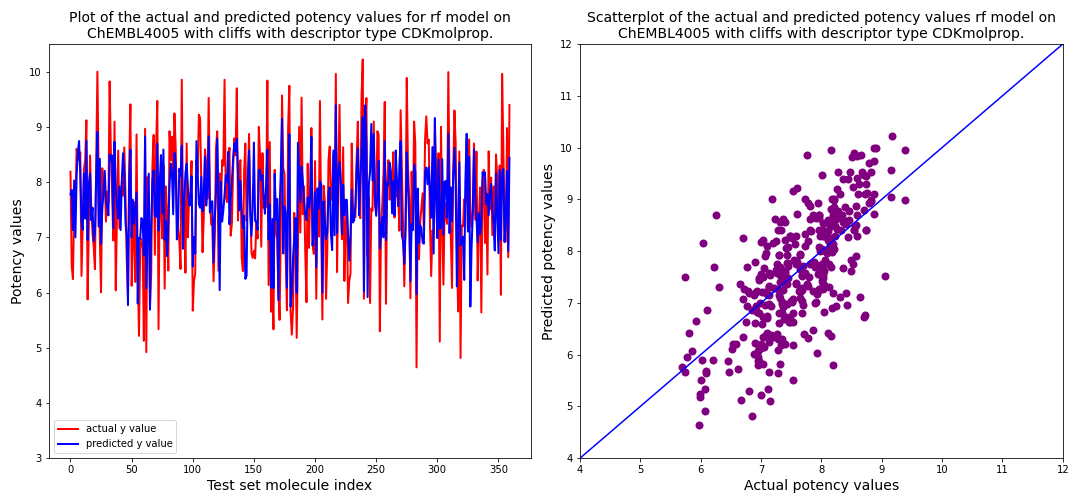 Plot of the actual and predicted potency values for rf model on
ChEMBL4005 with cliffs with descriptor type CDKmolprop.
Potency values
10
9
8
7
6
5
4
3
actual y value
predicted y value
0 50 100 150 200 250 300 350
Test set molecule index
Scatterplot of the actual and predicted potency values rf model on
ChEMBL4005 with cliffs with descriptor type CDKmolprop.
Predicted potency values
12
11
10
9
8
7
6
5
4
4 5 6 7 8 9 10 11 12
Actual potency values